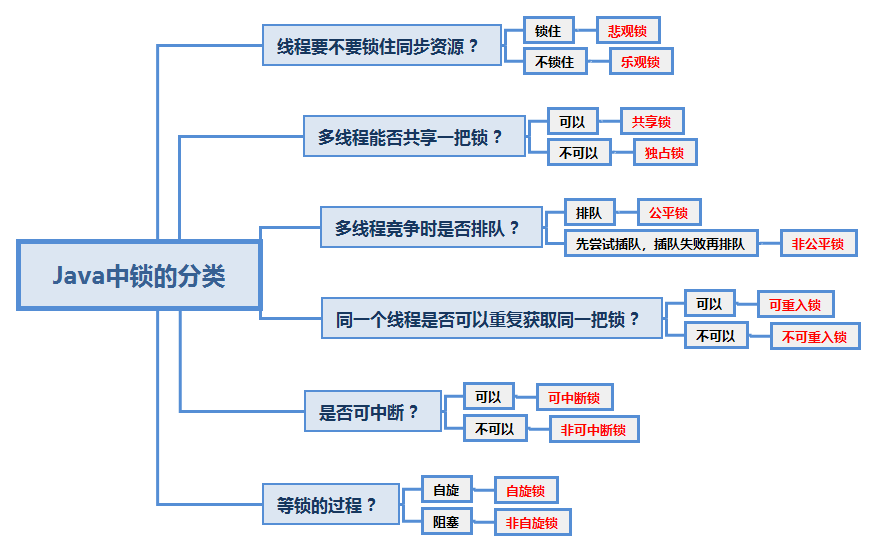 Java中锁的分类
线程要不要锁住同步资源？
锁住
悲观锁
不锁住
乐观锁
多线程能否共享一把锁？
可以
共享锁
不可以
独占锁
多线程竞争时是否排队？
排队
公平锁
先尝试插队，插队失败再排队
非公平锁
同一个线程是否可以重复获取同一把锁？
可以
可重入锁
不可以
不可重入锁
是否可中断？
可以
可中断锁
不可以
非可中断锁
等锁的过程？
自旋
自旋锁
阻塞
非自旋锁